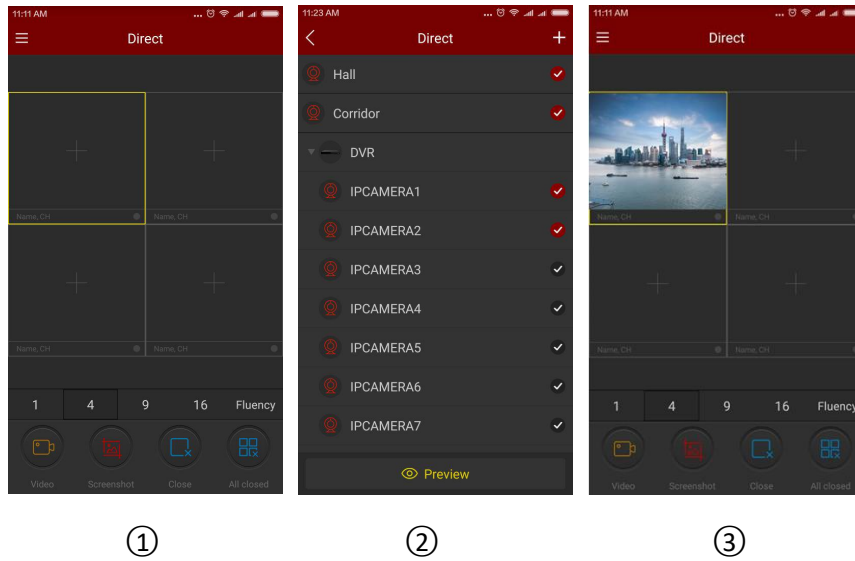 11:11 AM
Direct
Name, CH
Name, CH
Name, CH
Name, CH
1 4 9 16 Fluency
Video Screenshot Close All closed
①
11:23 AM
Direct
Hall
Corridor
DVR
IPCAMERA1
IPCAMERA2
IPCAMERA3
IPCAMERA4
IPCAMERA5
IPCAMERA6
IPCAMERA7
Preview
②
11:11 AM
Direct
Name, CH
Name, CH
Name, CH
Name, CH
1 4 9 16 Fluency
Video Screenshot Close All closed
③